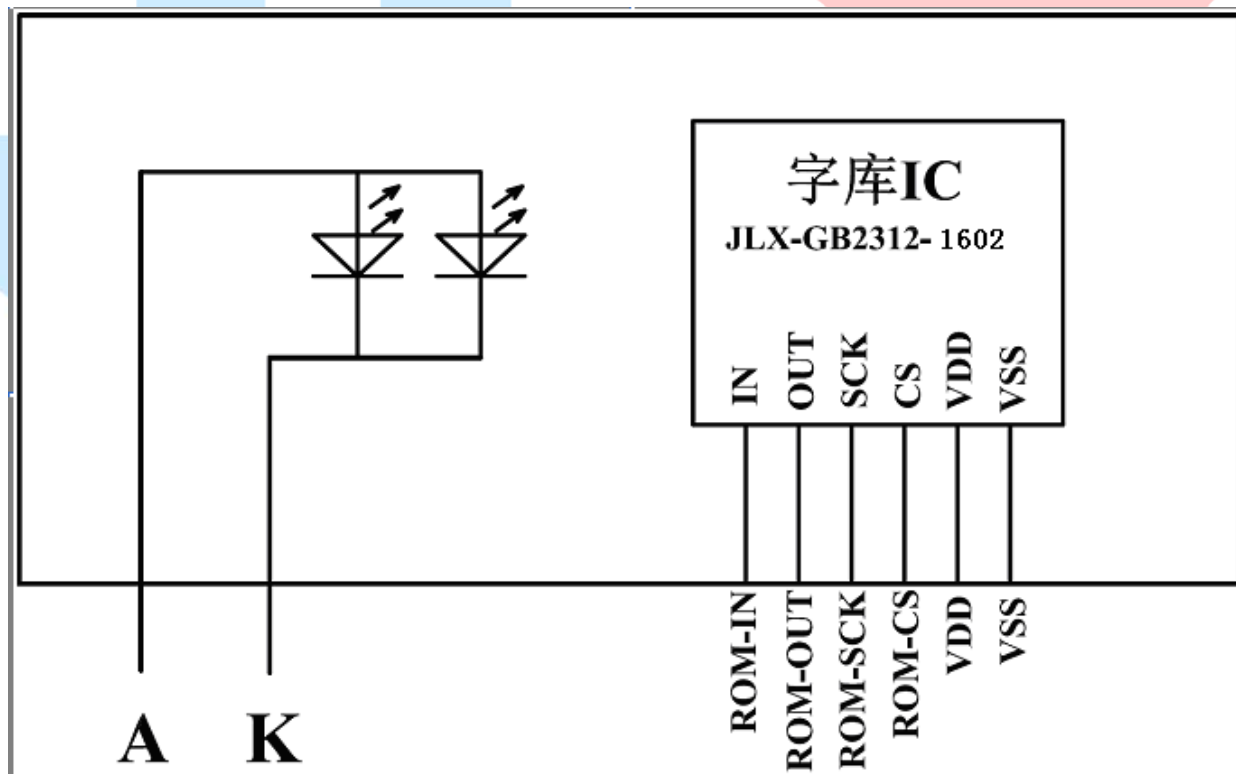 字库IC
JLX-GB2312-1602
IN
OUT
SCK
CS
VDD
VSS
ROM-IN
ROM-OUT
ROM-SCK
ROM-CS
VDD
VSS
A
K